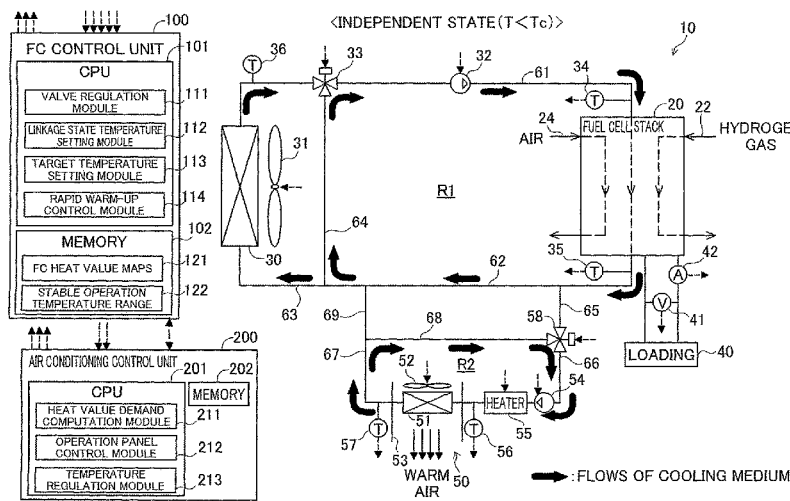 <INDEPENDENT STATE(T<Tc)>
100
FC CONTROL UNIT
101
CPU
VALVE REGULATION
MODULE
111
LINKAGE STATE TEMPERATURE
SETTING MODULE
112
TARGET TEMPERATURE
SETTING MODULE
113
RAPID WARM-UP
CONTROL MODULE
114
MEMORY
102
FC HEAT VALUE MAPS
121
STABLE OPERATION
TEMPERATURE RANGE
122
200
AIR CONDITIONING CONTROL UNIT
201
202
CPU
MEMORY
HEAT VALUE DEMAND
COMPUTATION MODULE
211
OPERATION PANEL
CONTROL MODULE
212
TEMPERATURE
REGULATION MODULE
213
36
T
33
32
61
34
T
10
20
22
24
FUEL CELL STACK
AIR
HYDROGE
GAS
31
30
R1
64
35
T
62
63
42
A
V
41
LOADING
40
65
58
69
68
67
66
R2
52
51
HEATER
54
55
57
T
53
T
56
50
WARM
AIR
:FLOWS OF COOLING MEDIUM